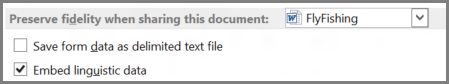 Preserve fidelity when sharing this document: FlyFishing
Save form data as delimited text file
Embed linguistic data